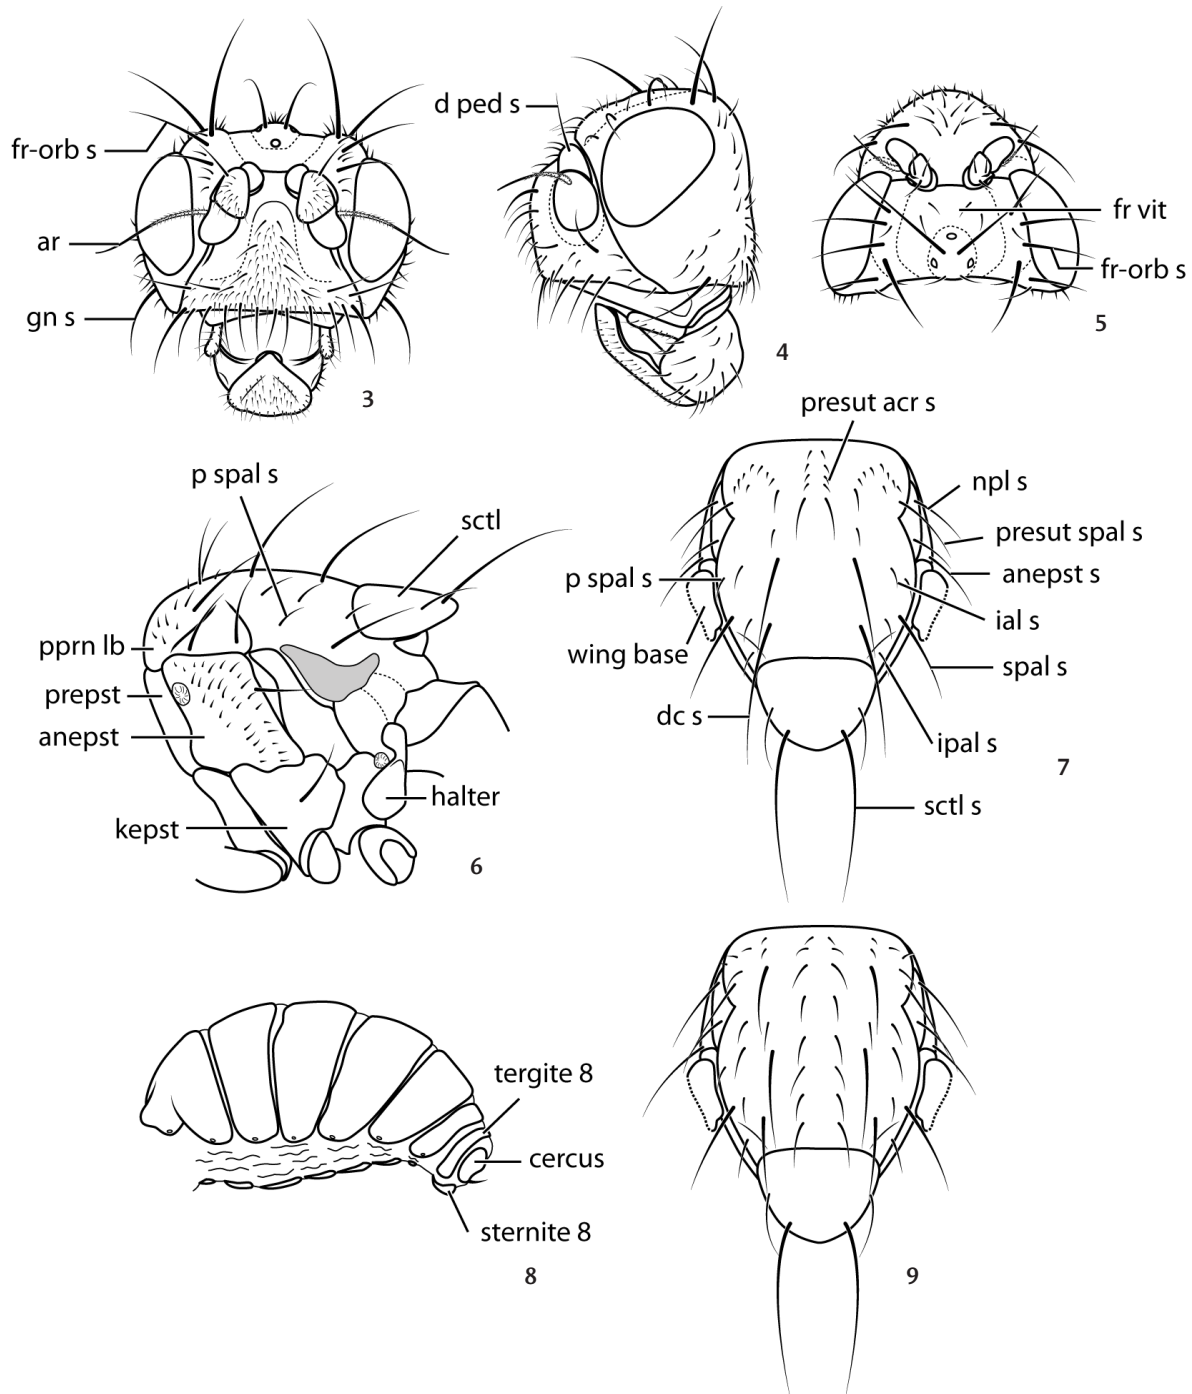 d ped s
fr-orb s
ar
gn s
3
4
fr vit
fr-orb s
5
p spal s
sctl
pprn lb
prepst
anepst
kepst
halter
6
presut acr s
npl s
presut spal s
anepst s
ial s
spal s
ipal s
sctl s
p spal s
wing base
dc s
7
tergite 8
cercus
sternite 8
8
9